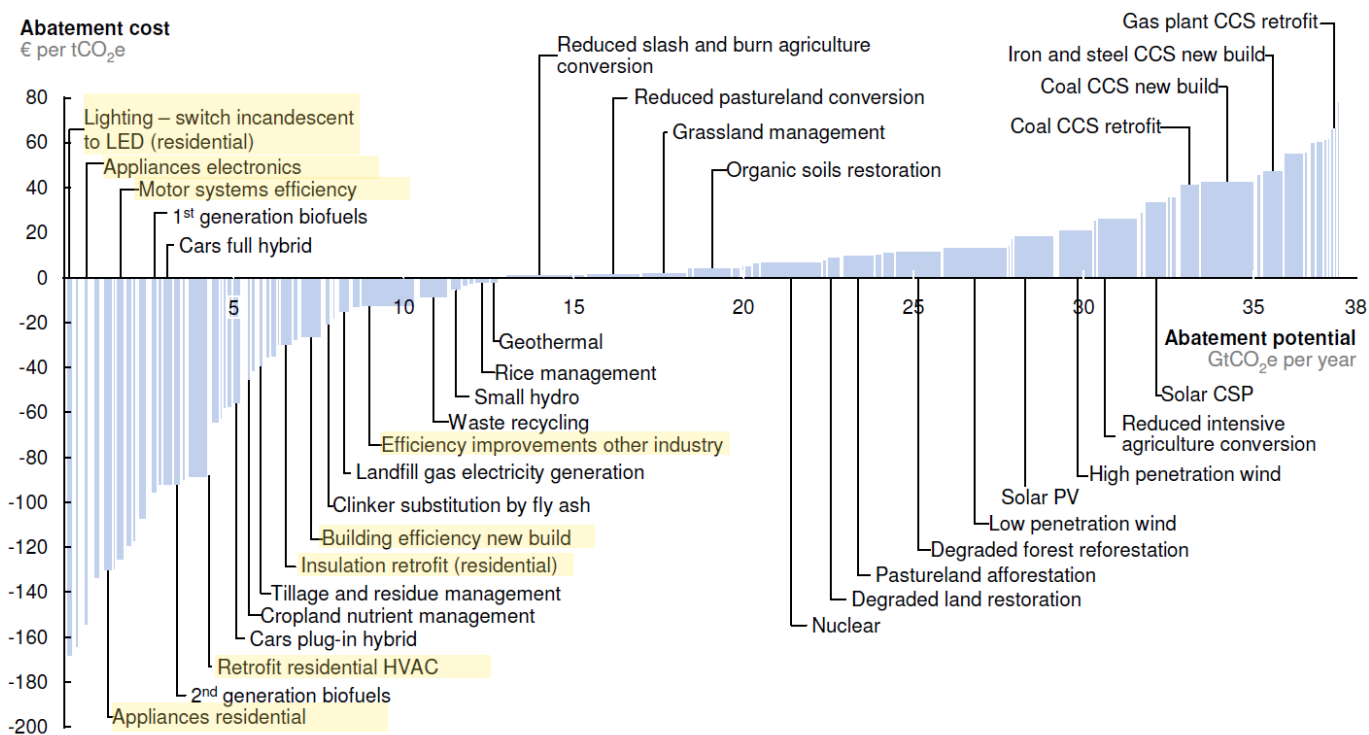 Abatement cost
€ per tCO2e
Gas plant CCS retrofit
Iron and steel CCS new build
Coal CCS new build
Coal CCS retrofit
Reduced slash and burn agriculture
conversion
Reduced pastureland conversion
Grassland management
Organic soils restoration
80
60
40
20
0
-20
-40
-60
-80
-100
-120
-140
-160
-180
-200
Lighting – switch incandescent
to LED (residential)
Appliances electronics
Motor systems efficiency
1st generation biofuels
Cars full hybrid
5
10
15
20
25
30
35
38
Abatement potential
GtCO2e per year
Geothermal
Rice management
Small hydro
Waste recycling
Efficiency improvements other industry
Landfill gas electricity generation
Clinker substitution by fly ash
Building efficiency new build
Insulation retrofit (residential)
Tillage and residue management
Cropland nutrient management
Cars plug-in hybrid
Retrofit residential HVAC
2nd generation biofuels
Appliances residential
Solar CSP
Reduced intensive
agriculture conversion
High penetration wind
Solar PV
Low penetration wind
Degraded forest reforestation
Pastureland afforestation
Degraded land restoration
Nuclear